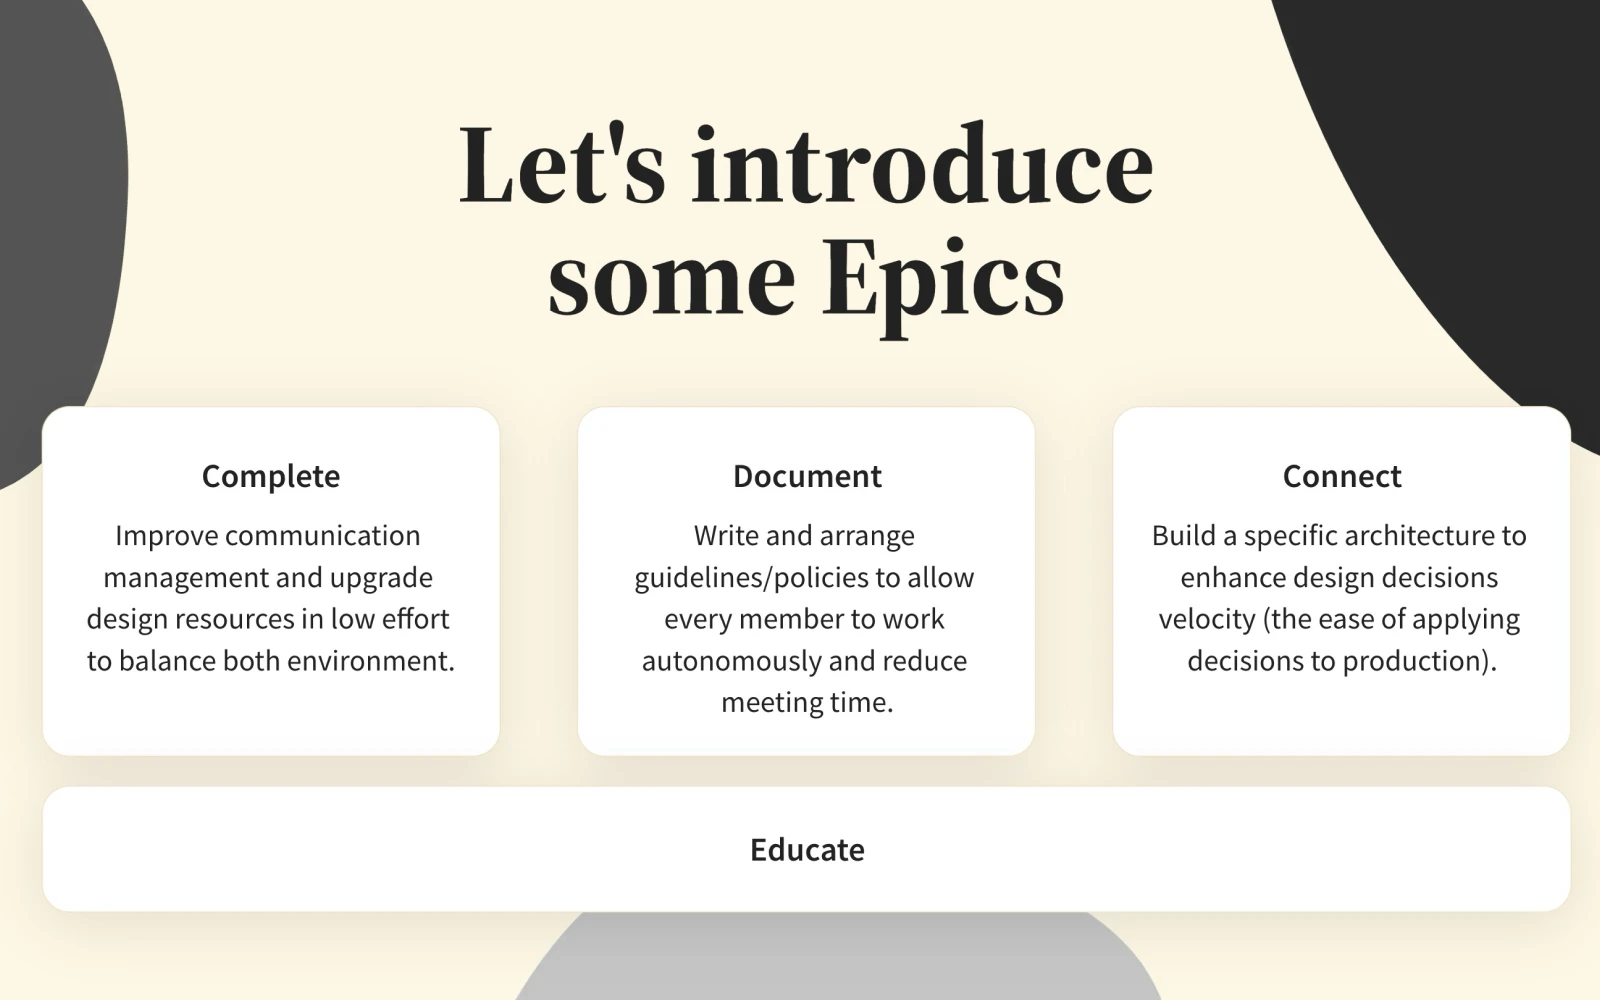 Let's introduce
some Epics
Complete
Improve communication
management and upgrade
design resources in low effort
to balance both environment.
Document
Write and arrange
guidelines/policies to allow
every member to work
autonomously and reduce
meeting time.
Connect
Build a specific architecture to
enhance design decisions
velocity (the ease of applying
decisions to production).
Educate